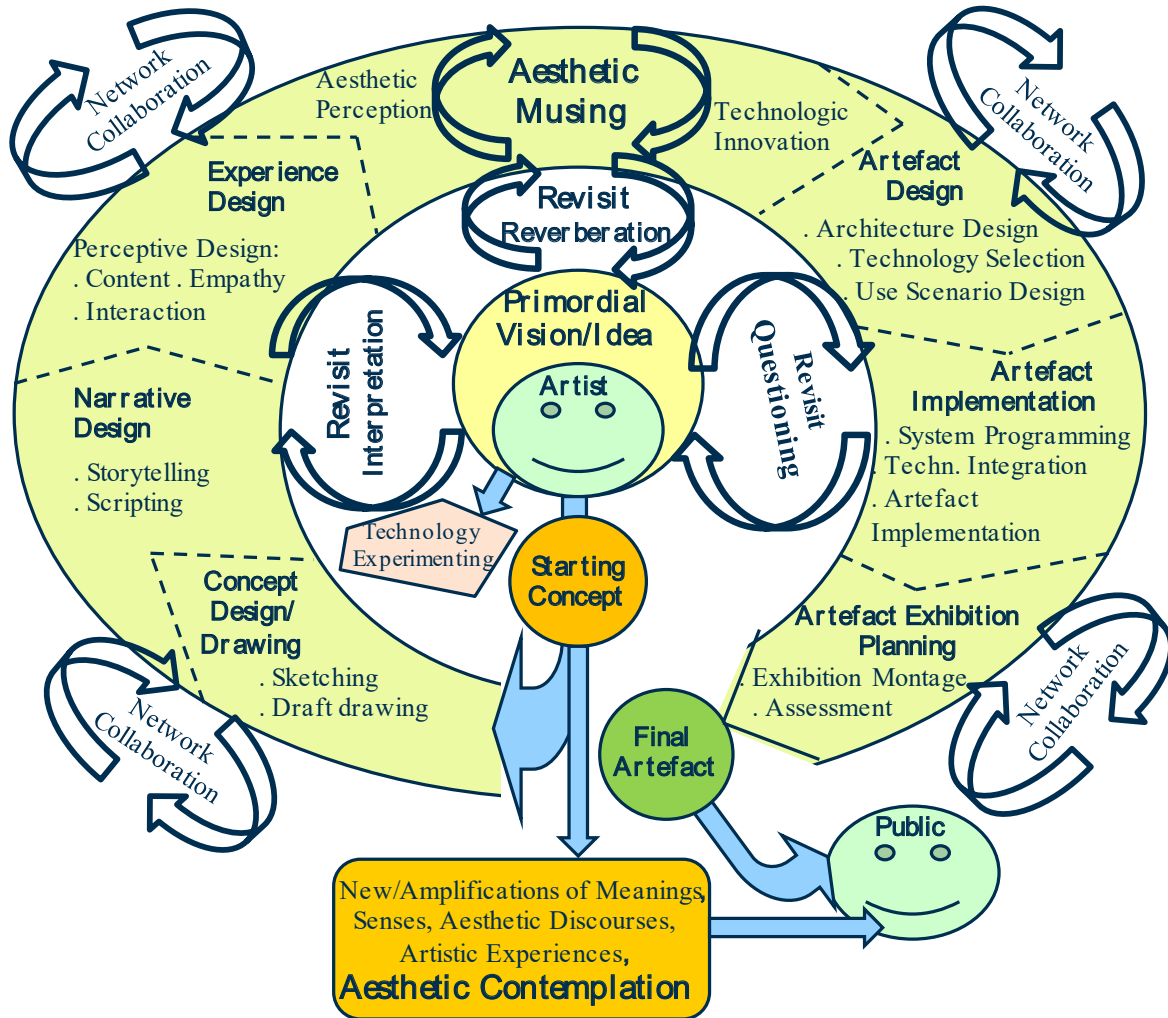 Network
Collaboration
Aesthetic
Perception
Aesthetic
Musing
Technologic
Innovation
Network
Collaboration
Experience
Design
Perceptive Design:
. Content . Empathy
. Interaction
Revisit
Reverberation
Artefact
Design
. Architecture Design
. Technology Selection
. Use Scenario Design
Primordial
Vision/Idea
Artist
Revisit
Interpretation
Revisit
Questioning
Narrative
Design
. Storytelling
. Scripting
Artefact
Implementation
. System Programming
. Techn. Integration
. Artefact
Implementation
Technology
Experimenting
Starting
Concept
Concept
Design/
Drawing
. Sketching
. Draft drawing
Artefact Exhibition
Planning
. Exhibition Montage
. Assessment
Network
Collaboration
Network
Collaboration
Final
Artefact
Public
New/Amplifications of Meanings,
Senses, Aesthetic Discourses,
Artistic Experiences,
Aesthetic Contemplation